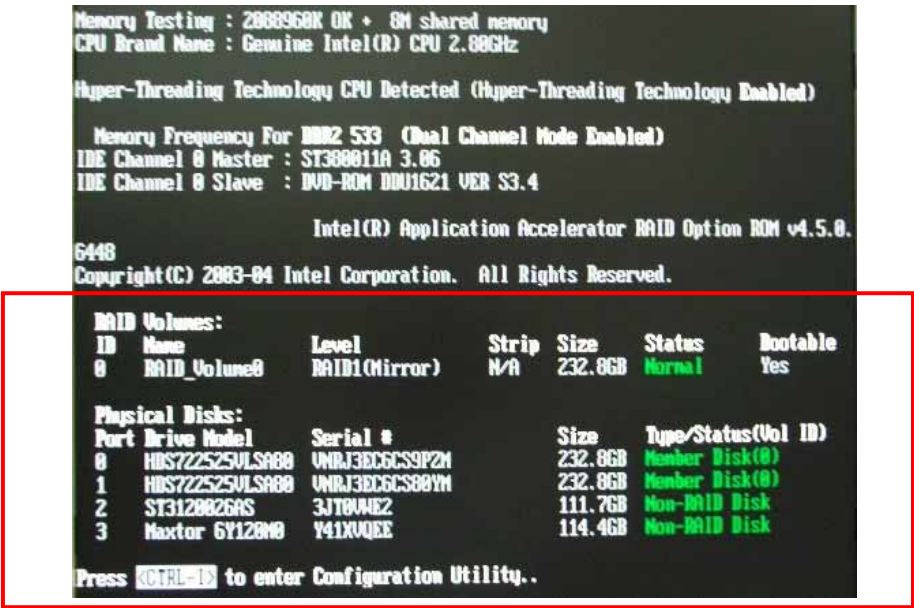 Memory Testing : 2088960K OK + 8M shared memory
CPU Brand Name : Genuine Intel(R) CPU 2.80GHz
Hyper-Threading Technology CPU Detected (Hyper-Threading Technology Enabled)
Memory Frequency For DDR2 533 (Dual Channel Mode Enabled)
IDE Channel 0 Master : ST380011A 3.06
IDE Channel 0 Slave : DVD-ROM DDU1621 VER S3.4
Intel(R) Application Accelerator RAID Option ROM v4.5.0.
6448
Copyright(C) 2003-04 Intel Corporation. All Rights Reserved.
RAID Volumes:
ID Name Level Strip Size Status Bootable
0 RAID_Volume0 RAID1(Mirror) N/A 232.8GB Normal Yes
Physical Disks:
Port Drive Model Serial # Size Type/Status(Vol ID)
0 HDS722525VLSA80 VNRJ3EC6CS9PZM 232.8GB Member Disk(0)
1 HDS722525VLSA80 VNRJ3EC6CS80YM 232.8GB Member Disk(0)
2 ST3120026AS 3JT0VWE2 111.7GB Non-RAID Disk
3 Maxtor 6Y120M0 Y41XVQEE 114.4GB Non-RAID Disk
Press <CTRL-I> to enter Configuration Utility..